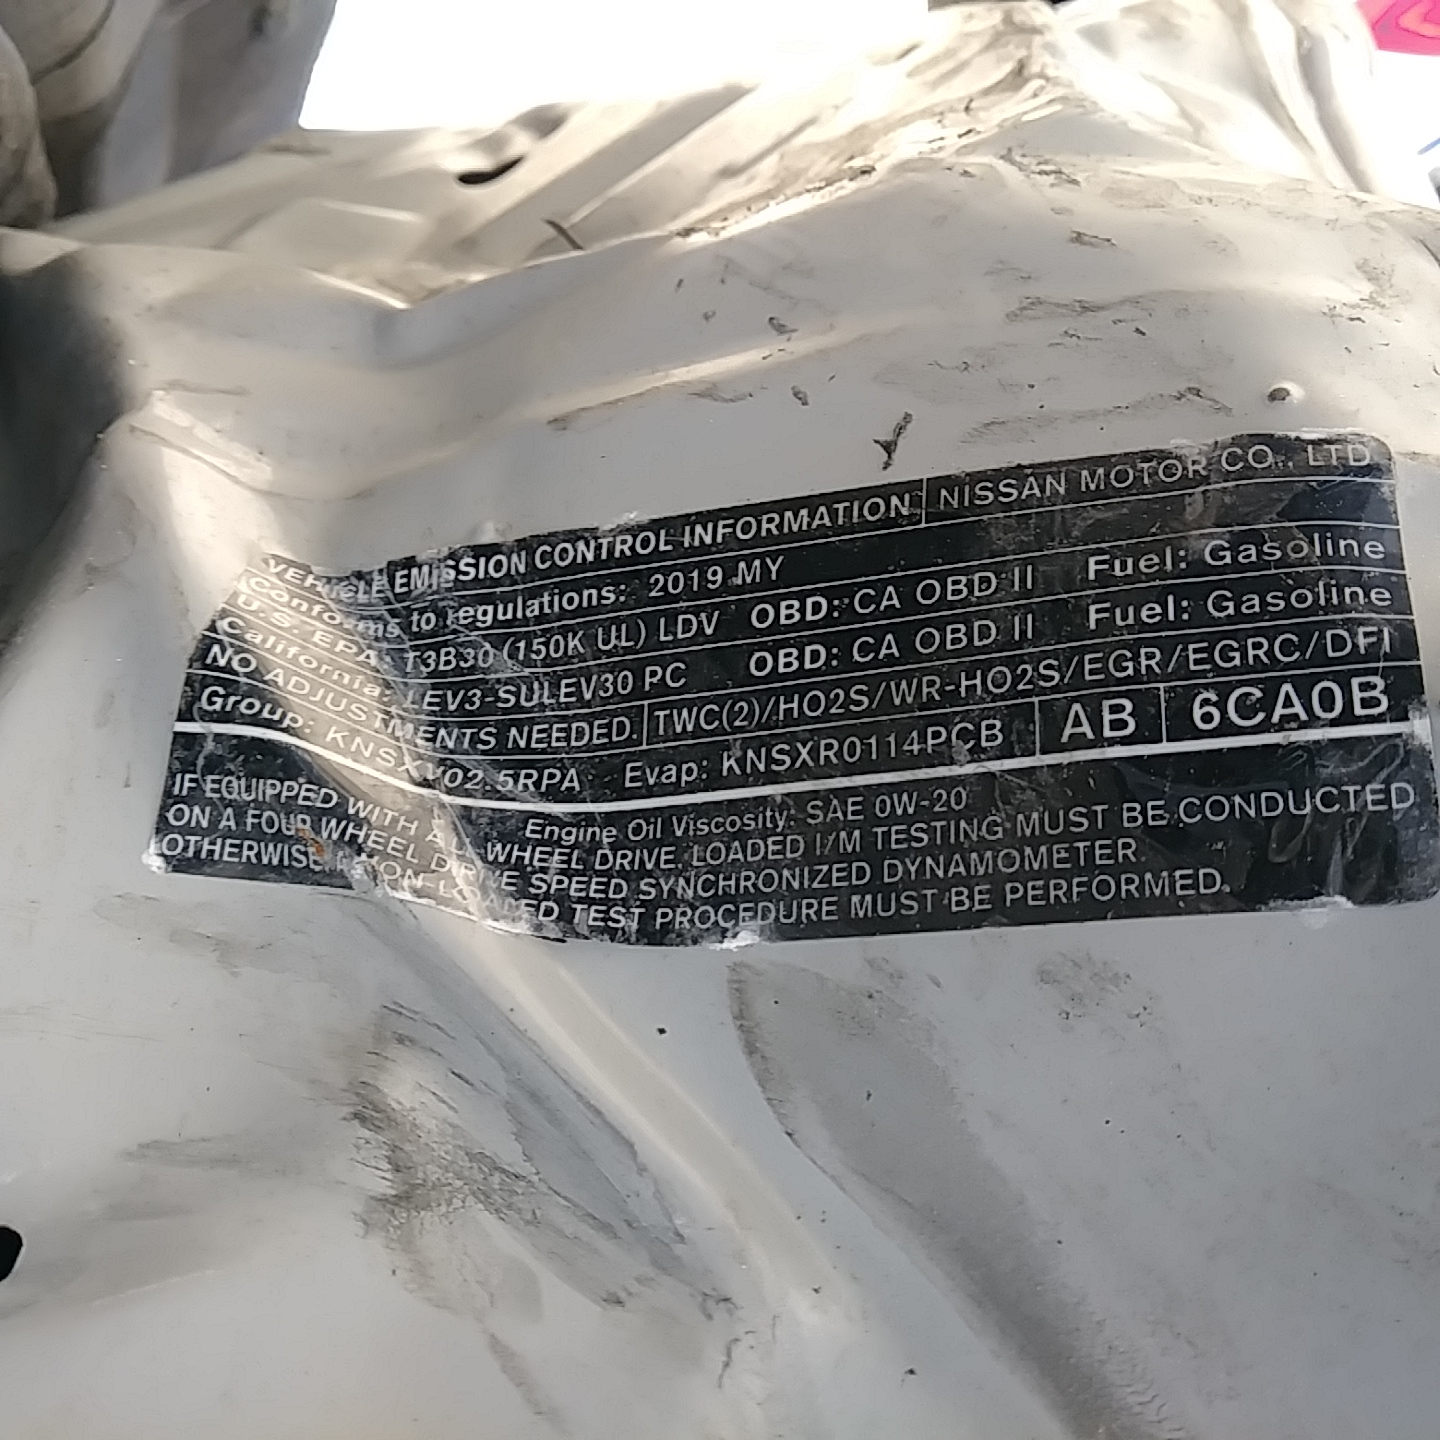 VEHICLE EMISSION CONTROL INFORMATION NISSAN MOTOR CO., LTD.
Conforms to regulations: 2019 MY
U.S. EPA: T3B30 (150K UL) LDV OBD: CA OBD II Fuel: Gasoline
California: LEV3-SULEV30 PC OBD: CA OBD II Fuel: Gasoline
NO ADJUSTMENTS NEEDED. TWC(2)/HO2S/WR-HO2S/EGR/EGRC/DFI
Group: KNSXV02.5RPA Evap: KNSXR0114PCB AB 6CA0B
Engine Oil Viscosity: SAE 0W-20
IF EQUIPPED WITH ALL WHEEL DRIVE, LOADED I/M TESTING MUST BE CONDUCTED
ON A FOUR WHEEL DRIVE SPEED SYNCHRONIZED DYNAMOMETER.
OTHERWISE, NON-LOADED TEST PROCEDURE MUST BE PERFORMED.